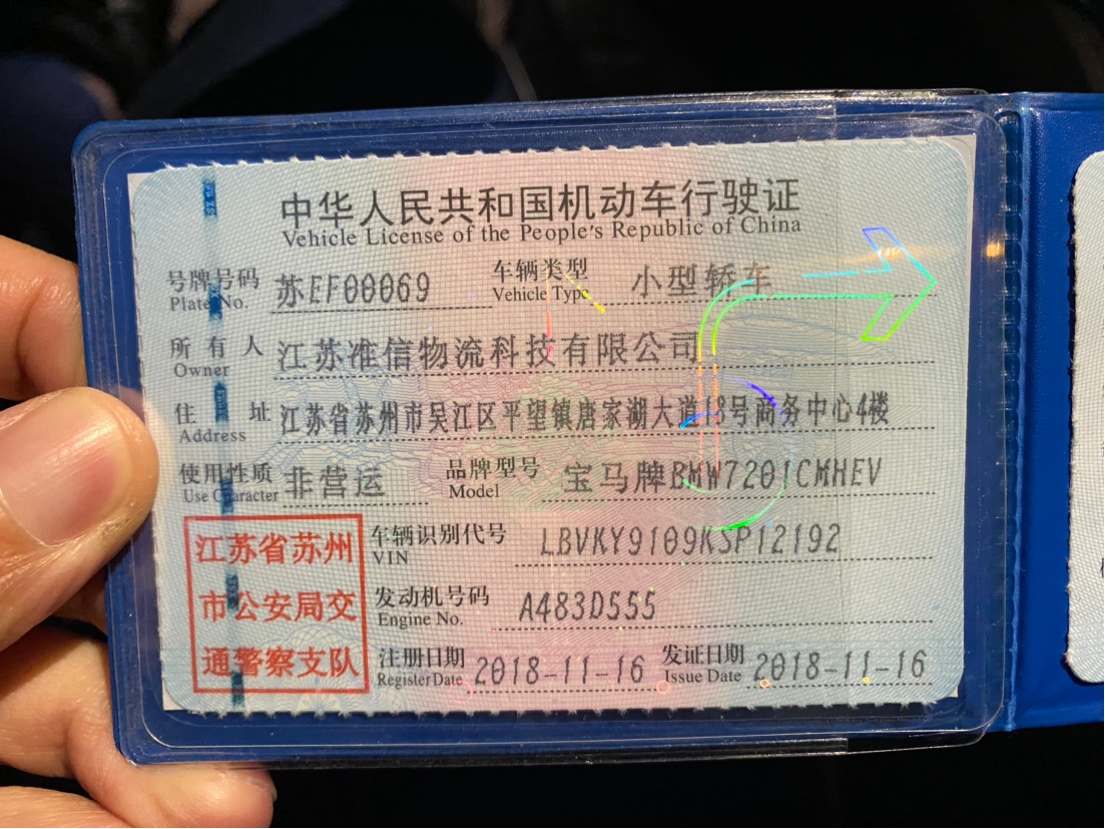 中华人民共和国机动车行驶证
Vehicle License of the People's Republic of China
号牌号码 Plate No. 苏EF00069 车辆类型 Vehicle Type 小型轿车
所有人 Owner 江苏准信物流科技有限公司
住址 Address 江苏省苏州市吴江区平望镇唐家湖大道13号商务中心4楼
使用性质 Use Character 非营运 品牌型号 Model 宝马牌BMW7201CMHEV
车辆识别代号 VIN LBVKY9109KSP12192
发动机号码 Engine No. A483D555
注册日期 Register Date 2018-11-16 发证日期 Issue Date 2018-11-16
江苏省苏州
市公安局交
通警察支队